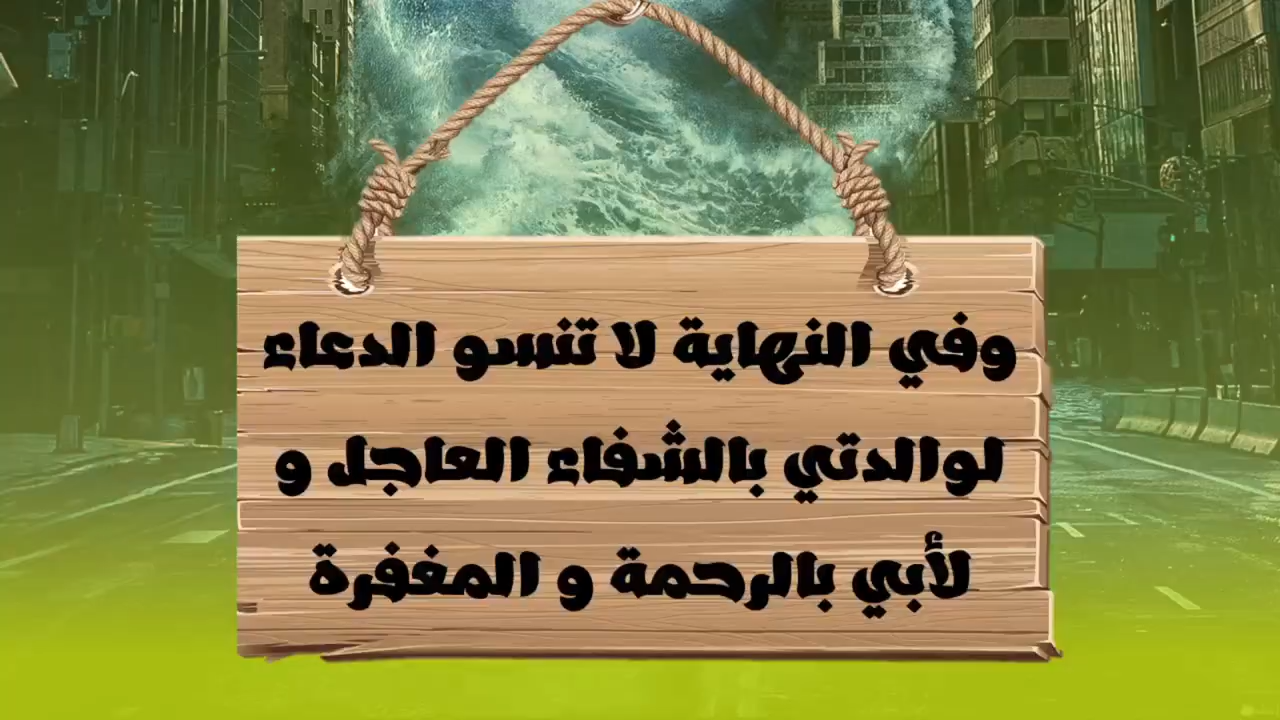 وفي النهاية لا تنسو الدعاء
لوالدتي بالشفاء العاجل و
لأبي بالرحمة و المغفرة